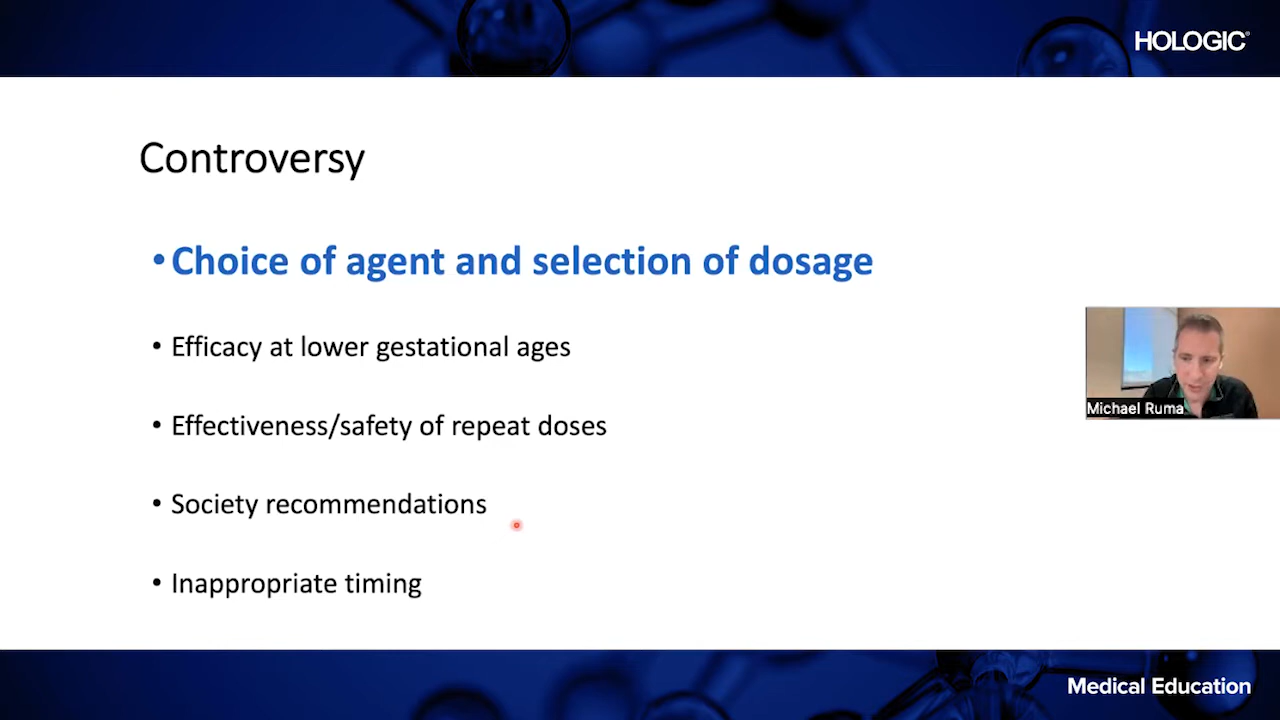 HOLOGIC®
Controversy
• Choice of agent and selection of dosage
• Efficacy at lower gestational ages
• Effectiveness/safety of repeat doses
• Society recommendations
• Inappropriate timing
Michael Ruma
Medical Education